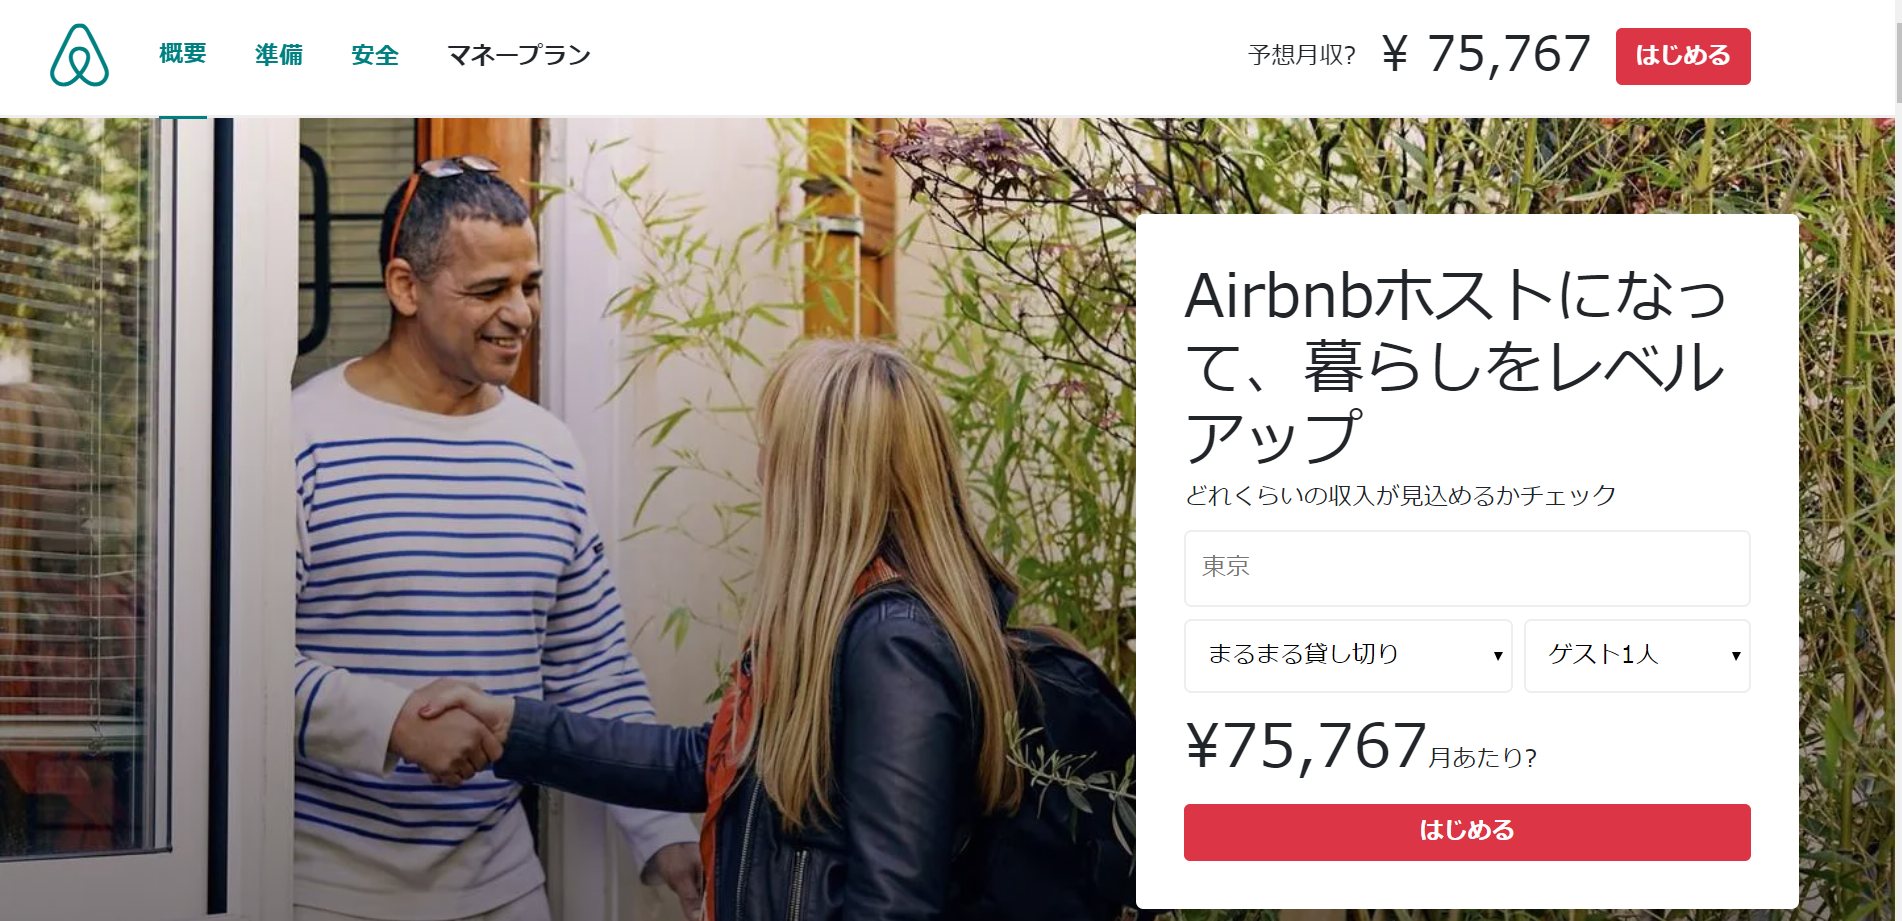 概要 準備 安全 マネープラン 予想月収? ¥ 75,767 はじめる
Airbnbホストになっ
て、暮らしをレベル
アップ
どれくらいの収入が見込めるかチェック
東京
まるまる貸し切り ゲスト1人
¥75,767月あたり?
はじめる